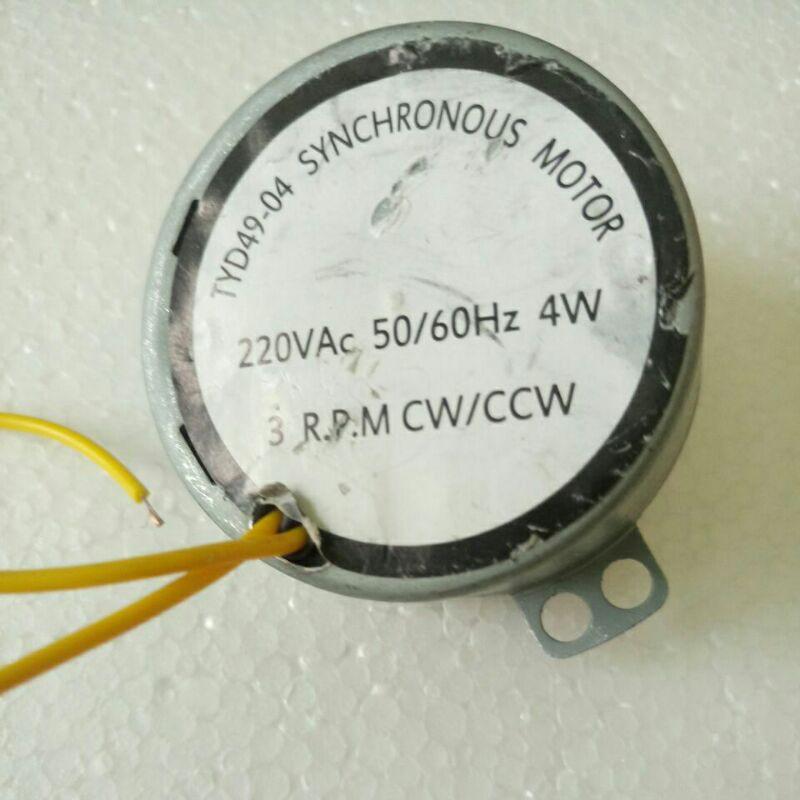 TYD49-04 SYNCHRONOUS MOTOR
220VAc 50/60Hz 4W
3 R.P.M CW/CCW